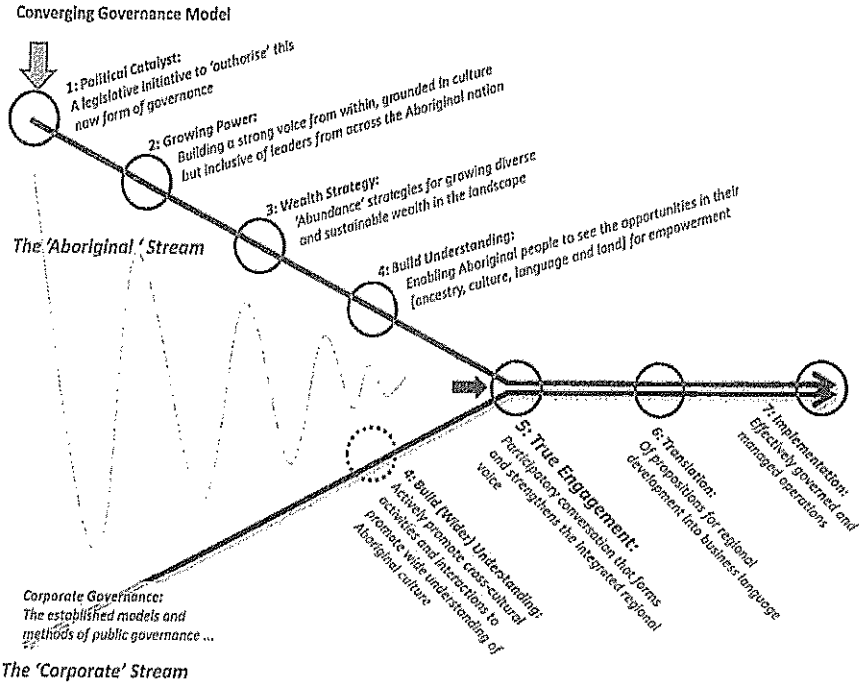 Converging Governance Model
1: Political Catalyst:
A legislative initiative to 'authorise' this
new form of governance
2: Growing Power:
Building a strong voice from within, grounded in culture
but inclusive of leaders from across the Aboriginal nation
3: Wealth Strategy:
'Abundance' strategies for growing diverse
and sustainable wealth in the landscape
The 'Aboriginal ' Stream
4: Build Understanding:
Enabling Aboriginal people to see the opportunities in their
(ancestry, culture, language and land) for empowerment
5: True Engagement:
Participatory conversation that forms
and strengthens the integrated regional
voice
6: Translation:
Of propositions for regional
development into business language
7: Implementation:
Effectively governed and
managed operations
4: Build (Wider) Understanding:
Actively promote cross-cultural
activities and interactions to
promote wide understanding of
Aboriginal culture
Corporate Governance:
The established models and
methods of public governance ...
The 'Corporate' Stream